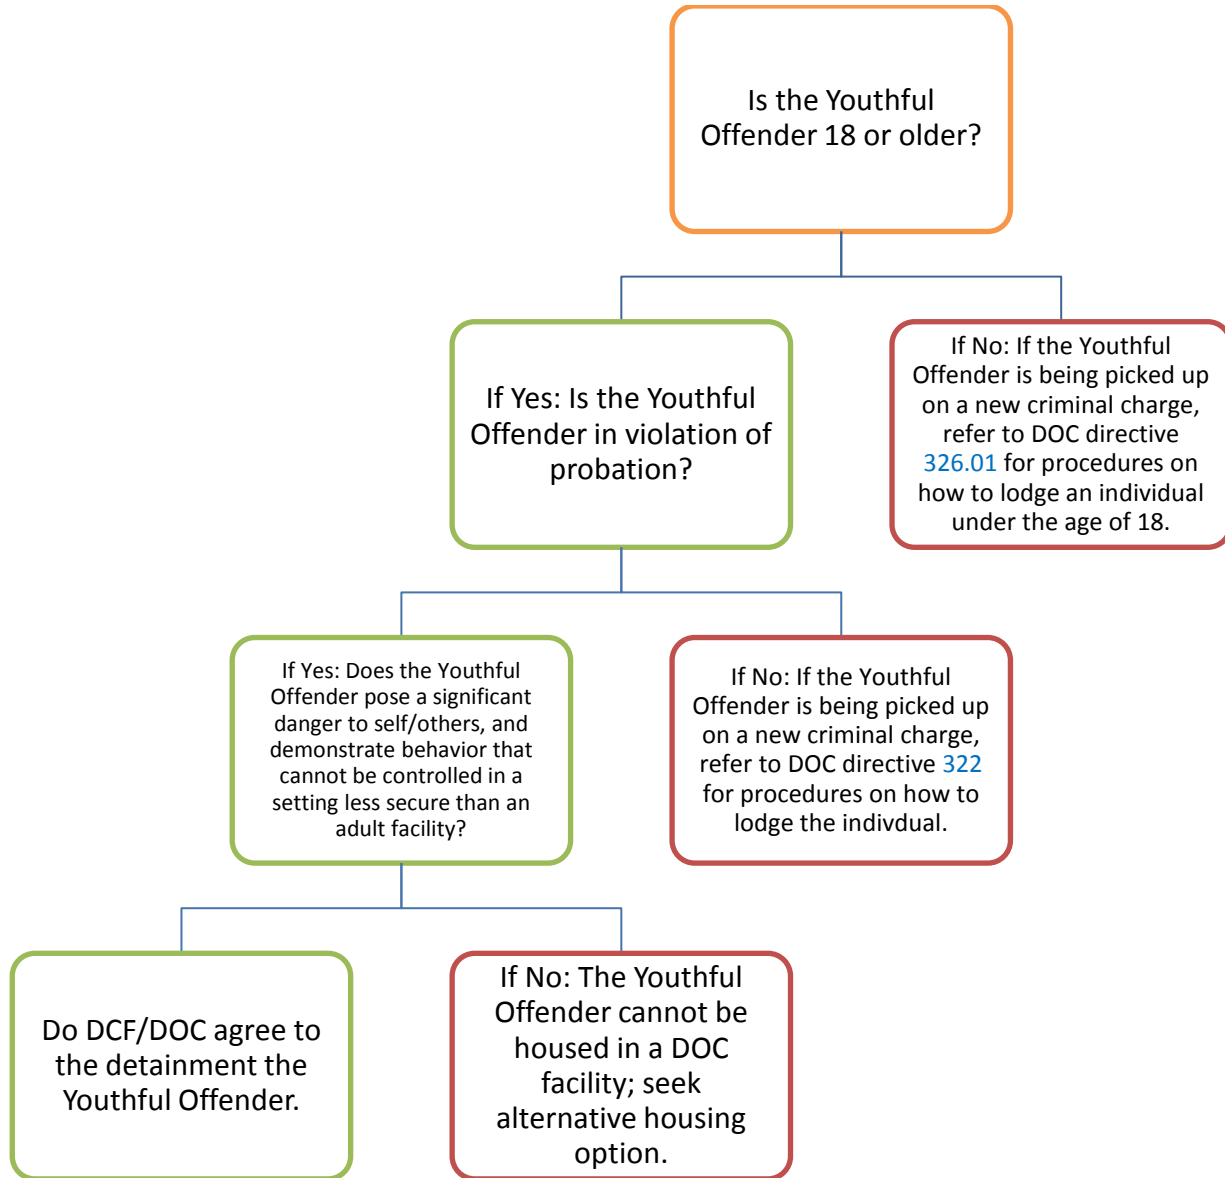 Is the Youthful
Offender 18 or older?
If Yes: Is the Youthful
Offender in violation of
probation?
If No: If the Youthful
Offender is being picked up
on a new criminal charge,
refer to DOC directive
326.01 for procedures on
how to lodge an individual
under the age of 18.
If Yes: Does the Youthful
Offender pose a significant
danger to self/others, and
demonstrate behavior that
cannot be controlled in a
setting less secure than an
adult facility?
If No: If the Youthful
Offender is being picked up
on a new criminal charge,
refer to DOC directive 322
for procedures on how to
lodge the indivdual.
Do DCF/DOC agree to
the detainment the
Youthful Offender.
If No: The Youthful
Offender cannot be
housed in a DOC
facility; seek
alternative housing
option.